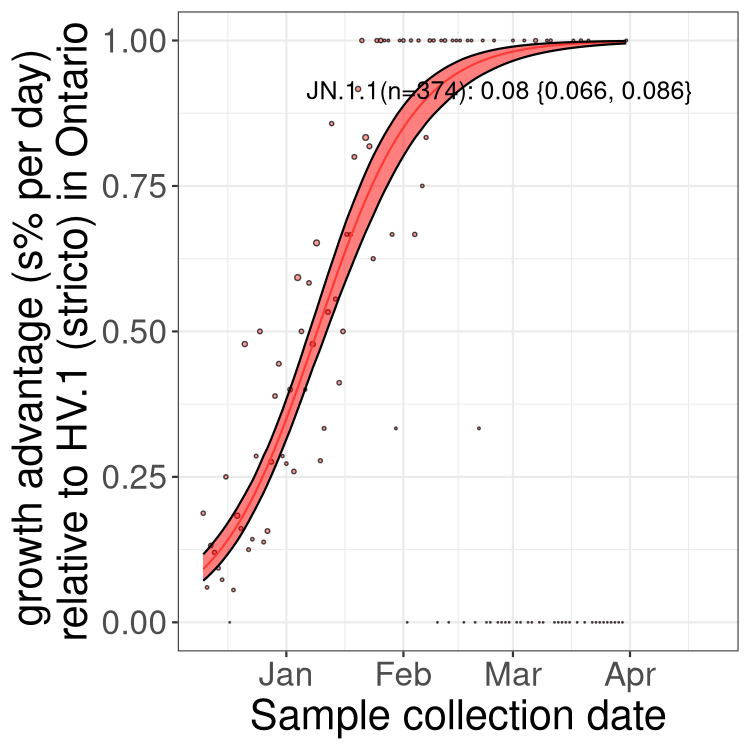 growth advantage (s% per day)
relative to HV.1 (stricto) in Ontario
1.00
0.75
0.50
0.25
0.00
JN.1.1(n=374): 0.08 {0.066, 0.086}
Jan Feb Mar Apr
Sample collection date